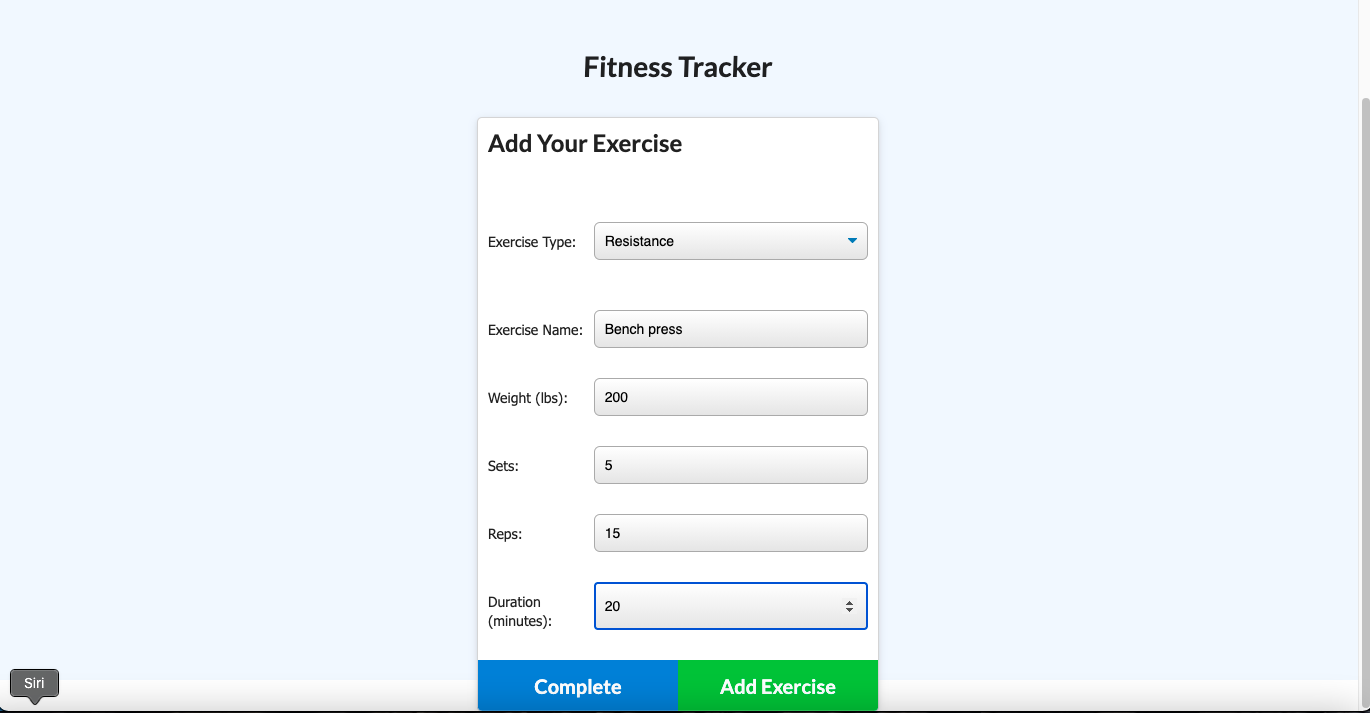 Fitness Tracker
Add Your Exercise
Exercise Type: Resistance
Exercise Name: Bench press
Weight (lbs): 200
Sets: 5
Reps: 15
Duration
(minutes): 20
Complete Add Exercise
Siri